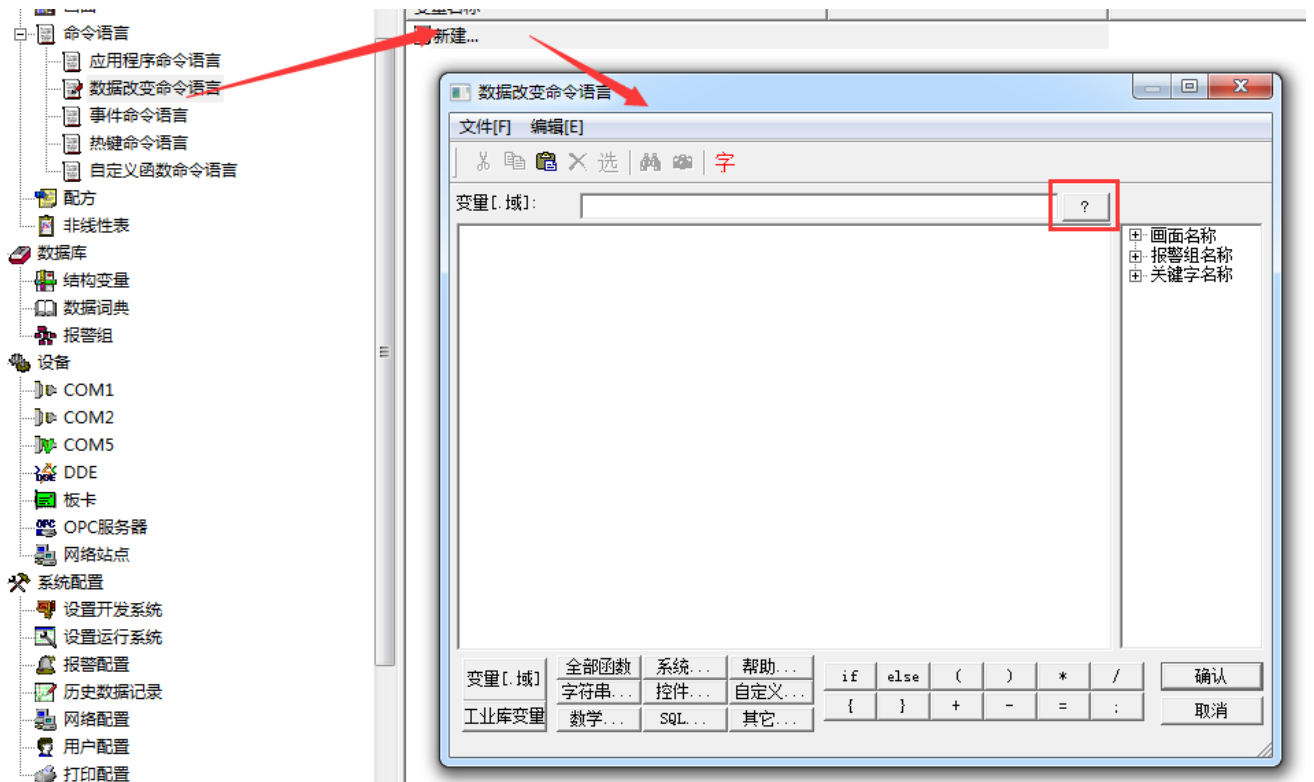 命令语言
应用程序命令语言
数据改变命令语言
事件命令语言
热键命令语言
自定义函数命令语言
配方
非线性表
数据库
结构变量
数据词典
报警组
设备
COM1
COM2
COM5
DDE
板卡
OPC服务器
网络站点
系统配置
设置开发系统
设置运行系统
报警配置
历史数据记录
网络配置
用户配置
打印配置
新建...
数据改变命令语言
文件[F] 编辑[E]
选 字
变量[.域]: ?
画面名称
报警组名称
关键字名称
变量[.域] 全部函数 系统... 帮助... if else ( ) * / 确认
字符串... 控件... 自定义...
工业库变量 数学... SQL... 其它... { } + - = ; 取消